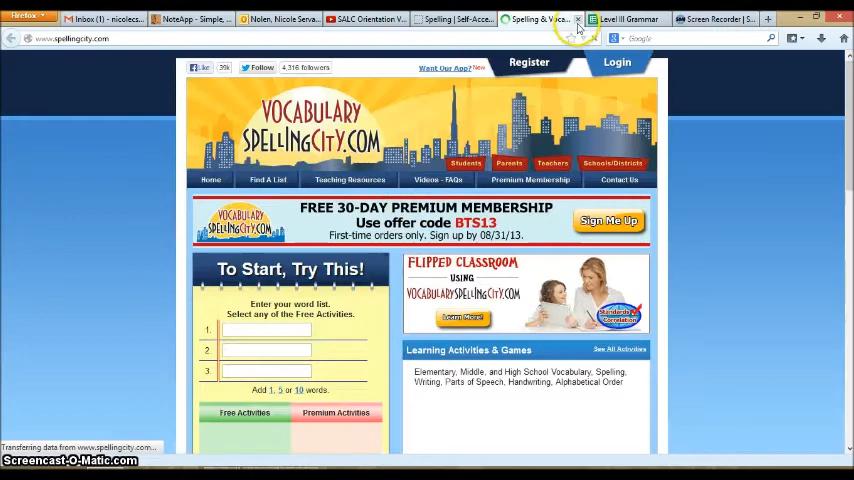 Firefox
Inbox (1) - nicolecs...
NoteApp - Simple, ...
Nolen, Nicole Serva...
SALC Orientation V...
Spelling | Self-Acce...
Spelling & Voca...
Level III Grammar
Screen Recorder | S...
www.spellingcity.com
Google
Like 39k
Follow 4,316 followers
Want Our App? New
Register
Login
VOCABULARY
SPELLINGCITY.COM
Students Parents Teachers Schools/Districts
Home Find A List Teaching Resources Videos - FAQs Premium Membership Contact Us
VOCABULARY
SPELLINGCITY.COM
FREE 30-DAY PREMIUM MEMBERSHIP
Use offer code BTS13
First-time orders only. Sign up by 08/31/13.
Sign Me Up
To Start, Try This!
Enter your word list.
Select any of the Free Activities.
1.
2.
3.
Add 1, 5 or 10 words.
Free Activities Premium Activities
FLIPPED CLASSROOM
USING
VOCABULARYSPELLINGCITY.COM
Learn More!
Standards
Correlation
Learning Activities & Games See All Activities
Elementary, Middle, and High School Vocabulary, Spelling,
Writing, Parts of Speech, Handwriting, Alphabetical Order
Transferring data from www.spellingcity.com...
Screencast-O-Matic.com